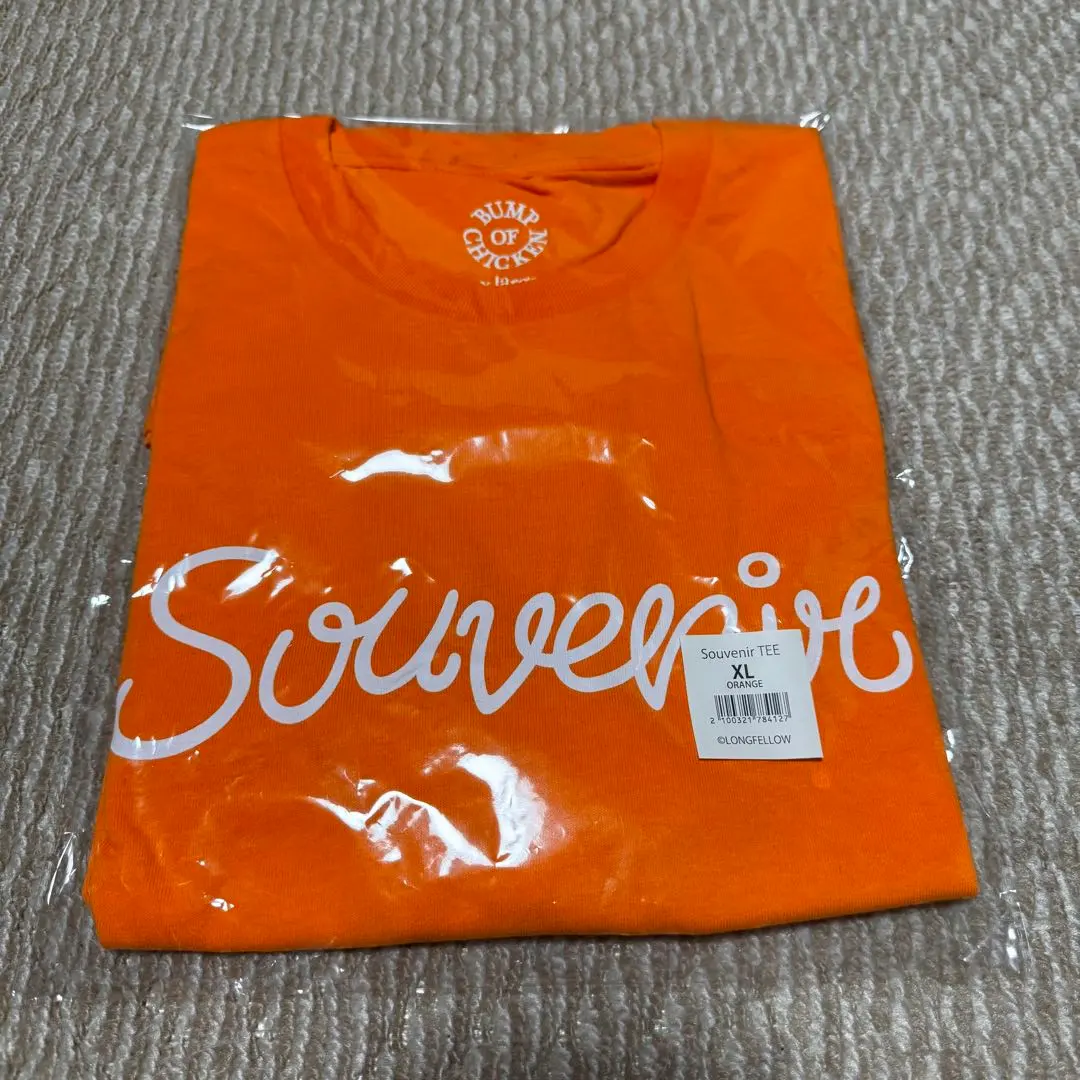 BUMP
OF
CHICKEN
Souvenir
Souvenir TEE
XL
ORANGE
2 100321 784127
©LONGFELLOW